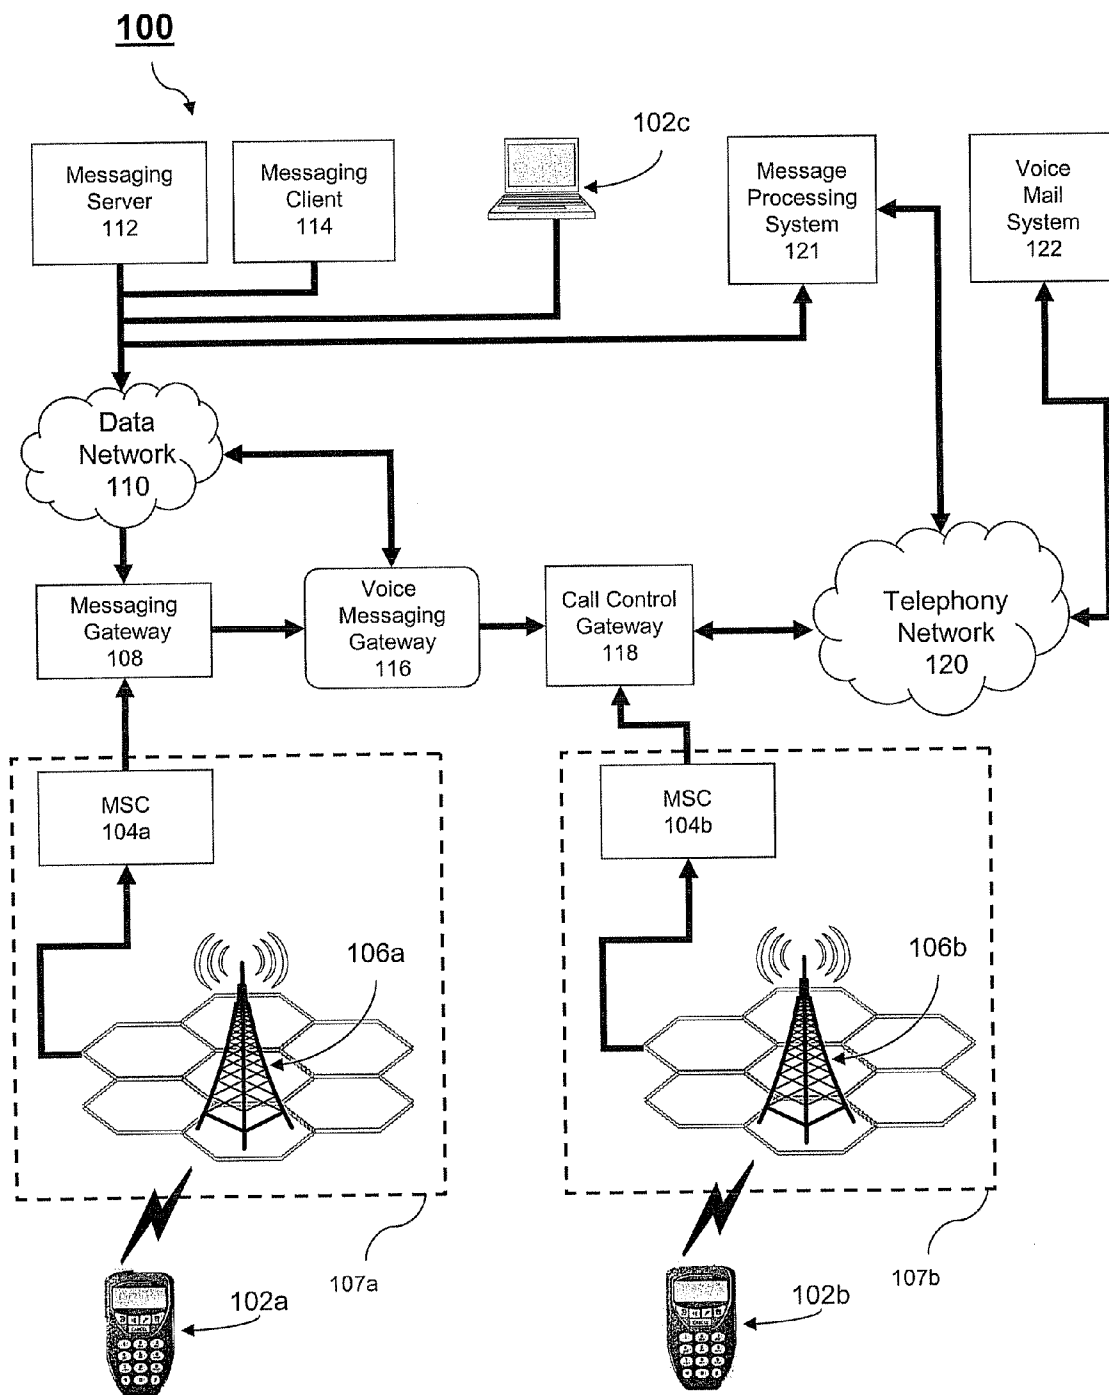 100
102c
Messaging
Server
112
Messaging
Client
114
Message
Processing
System
121
Voice
Mail
System
122
Data
Network
110
Messaging
Gateway
108
Voice
Messaging
Gateway
116
Call Control
Gateway
118
Telephony
Network
120
MSC
104a
MSC
104b
106a
106b
107a
107b
102a
102b